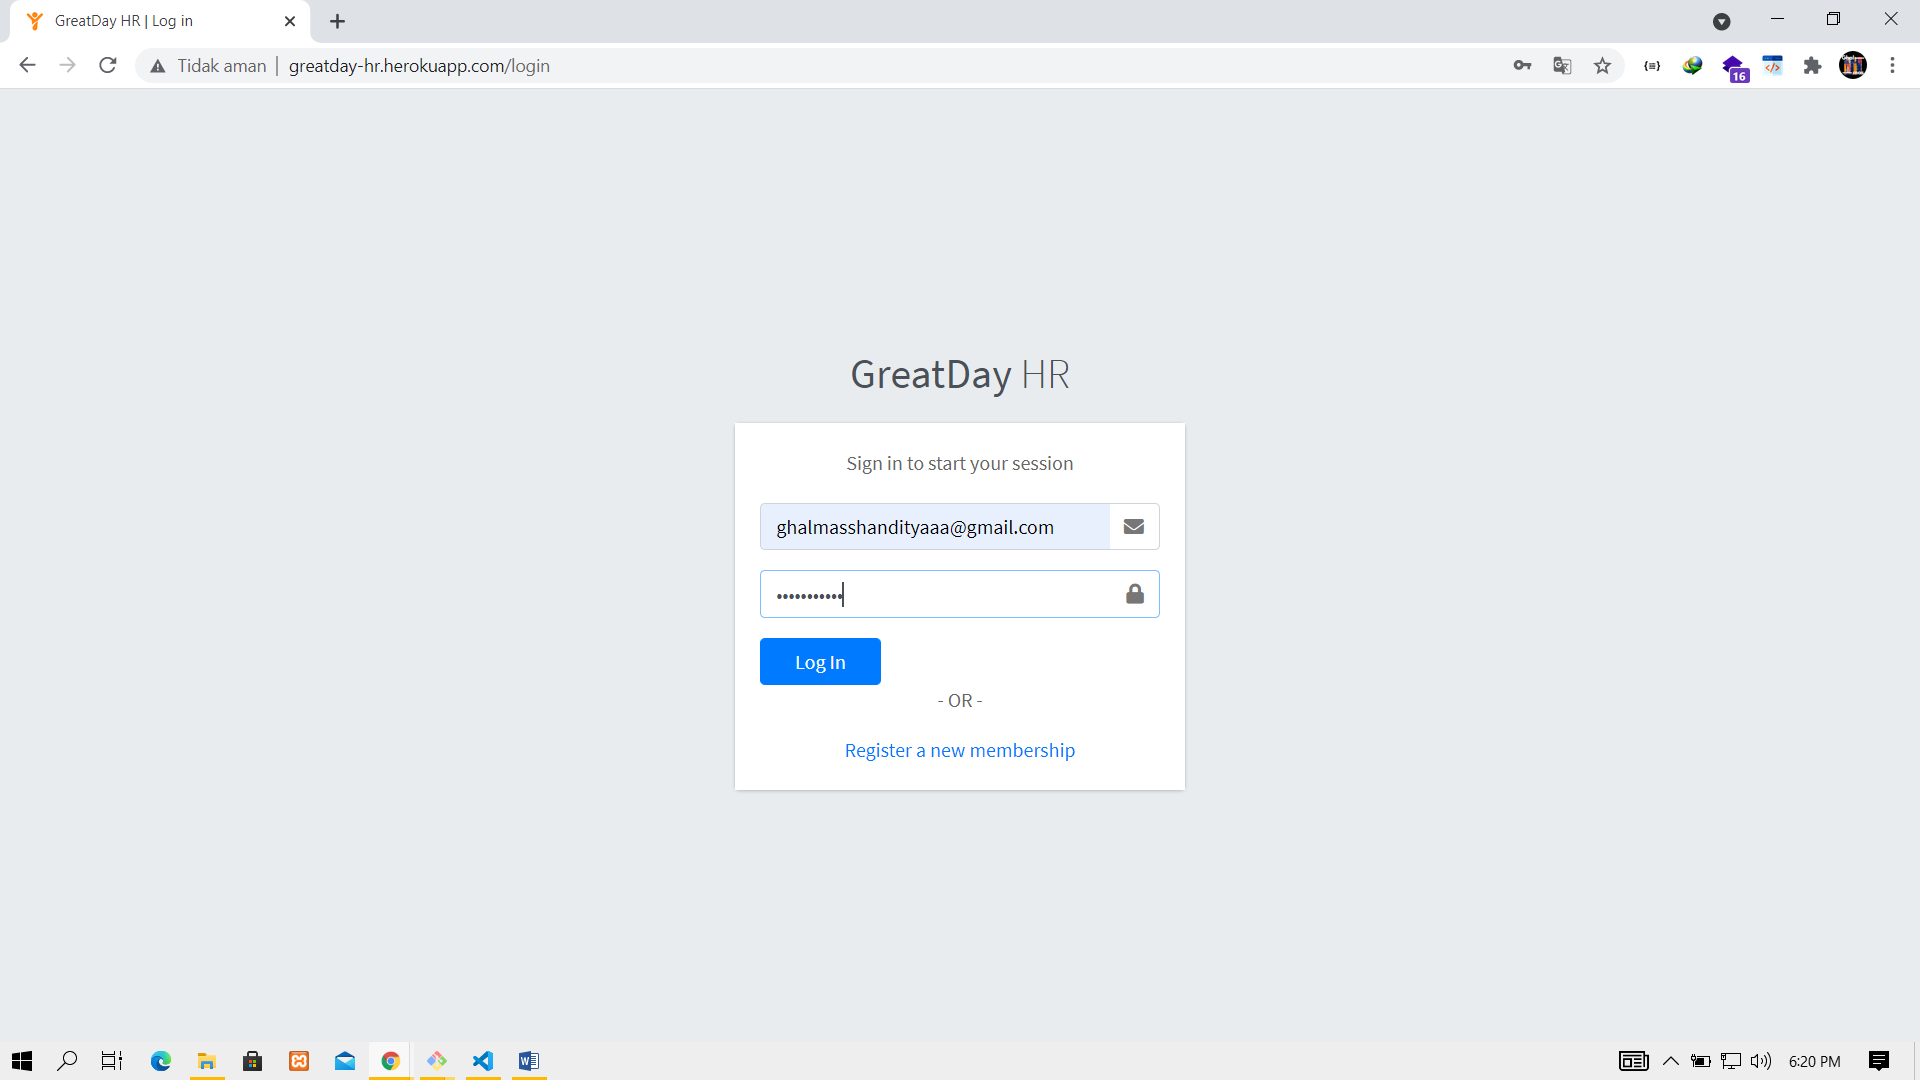 GreatDay HR | Log in
Tidak aman | greatday-hr.herokuapp.com/login
16
GreatDay HR
Sign in to start your session
ghalmasshandityaaa@gmail.com
•••••••••••
Log In
- OR -
Register a new membership
6:20 PM